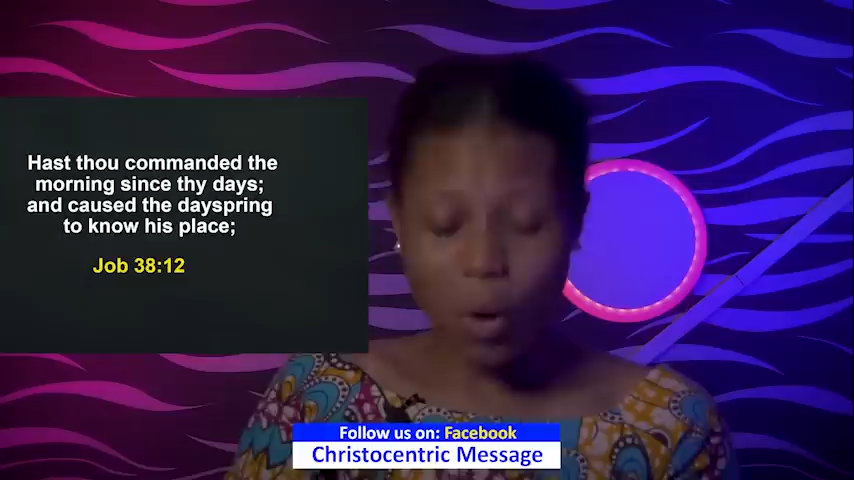 Hast thou commanded the
morning since thy days;
and caused the dayspring
to know his place;
Job 38:12
Follow us on: Facebook
Christocentric Message